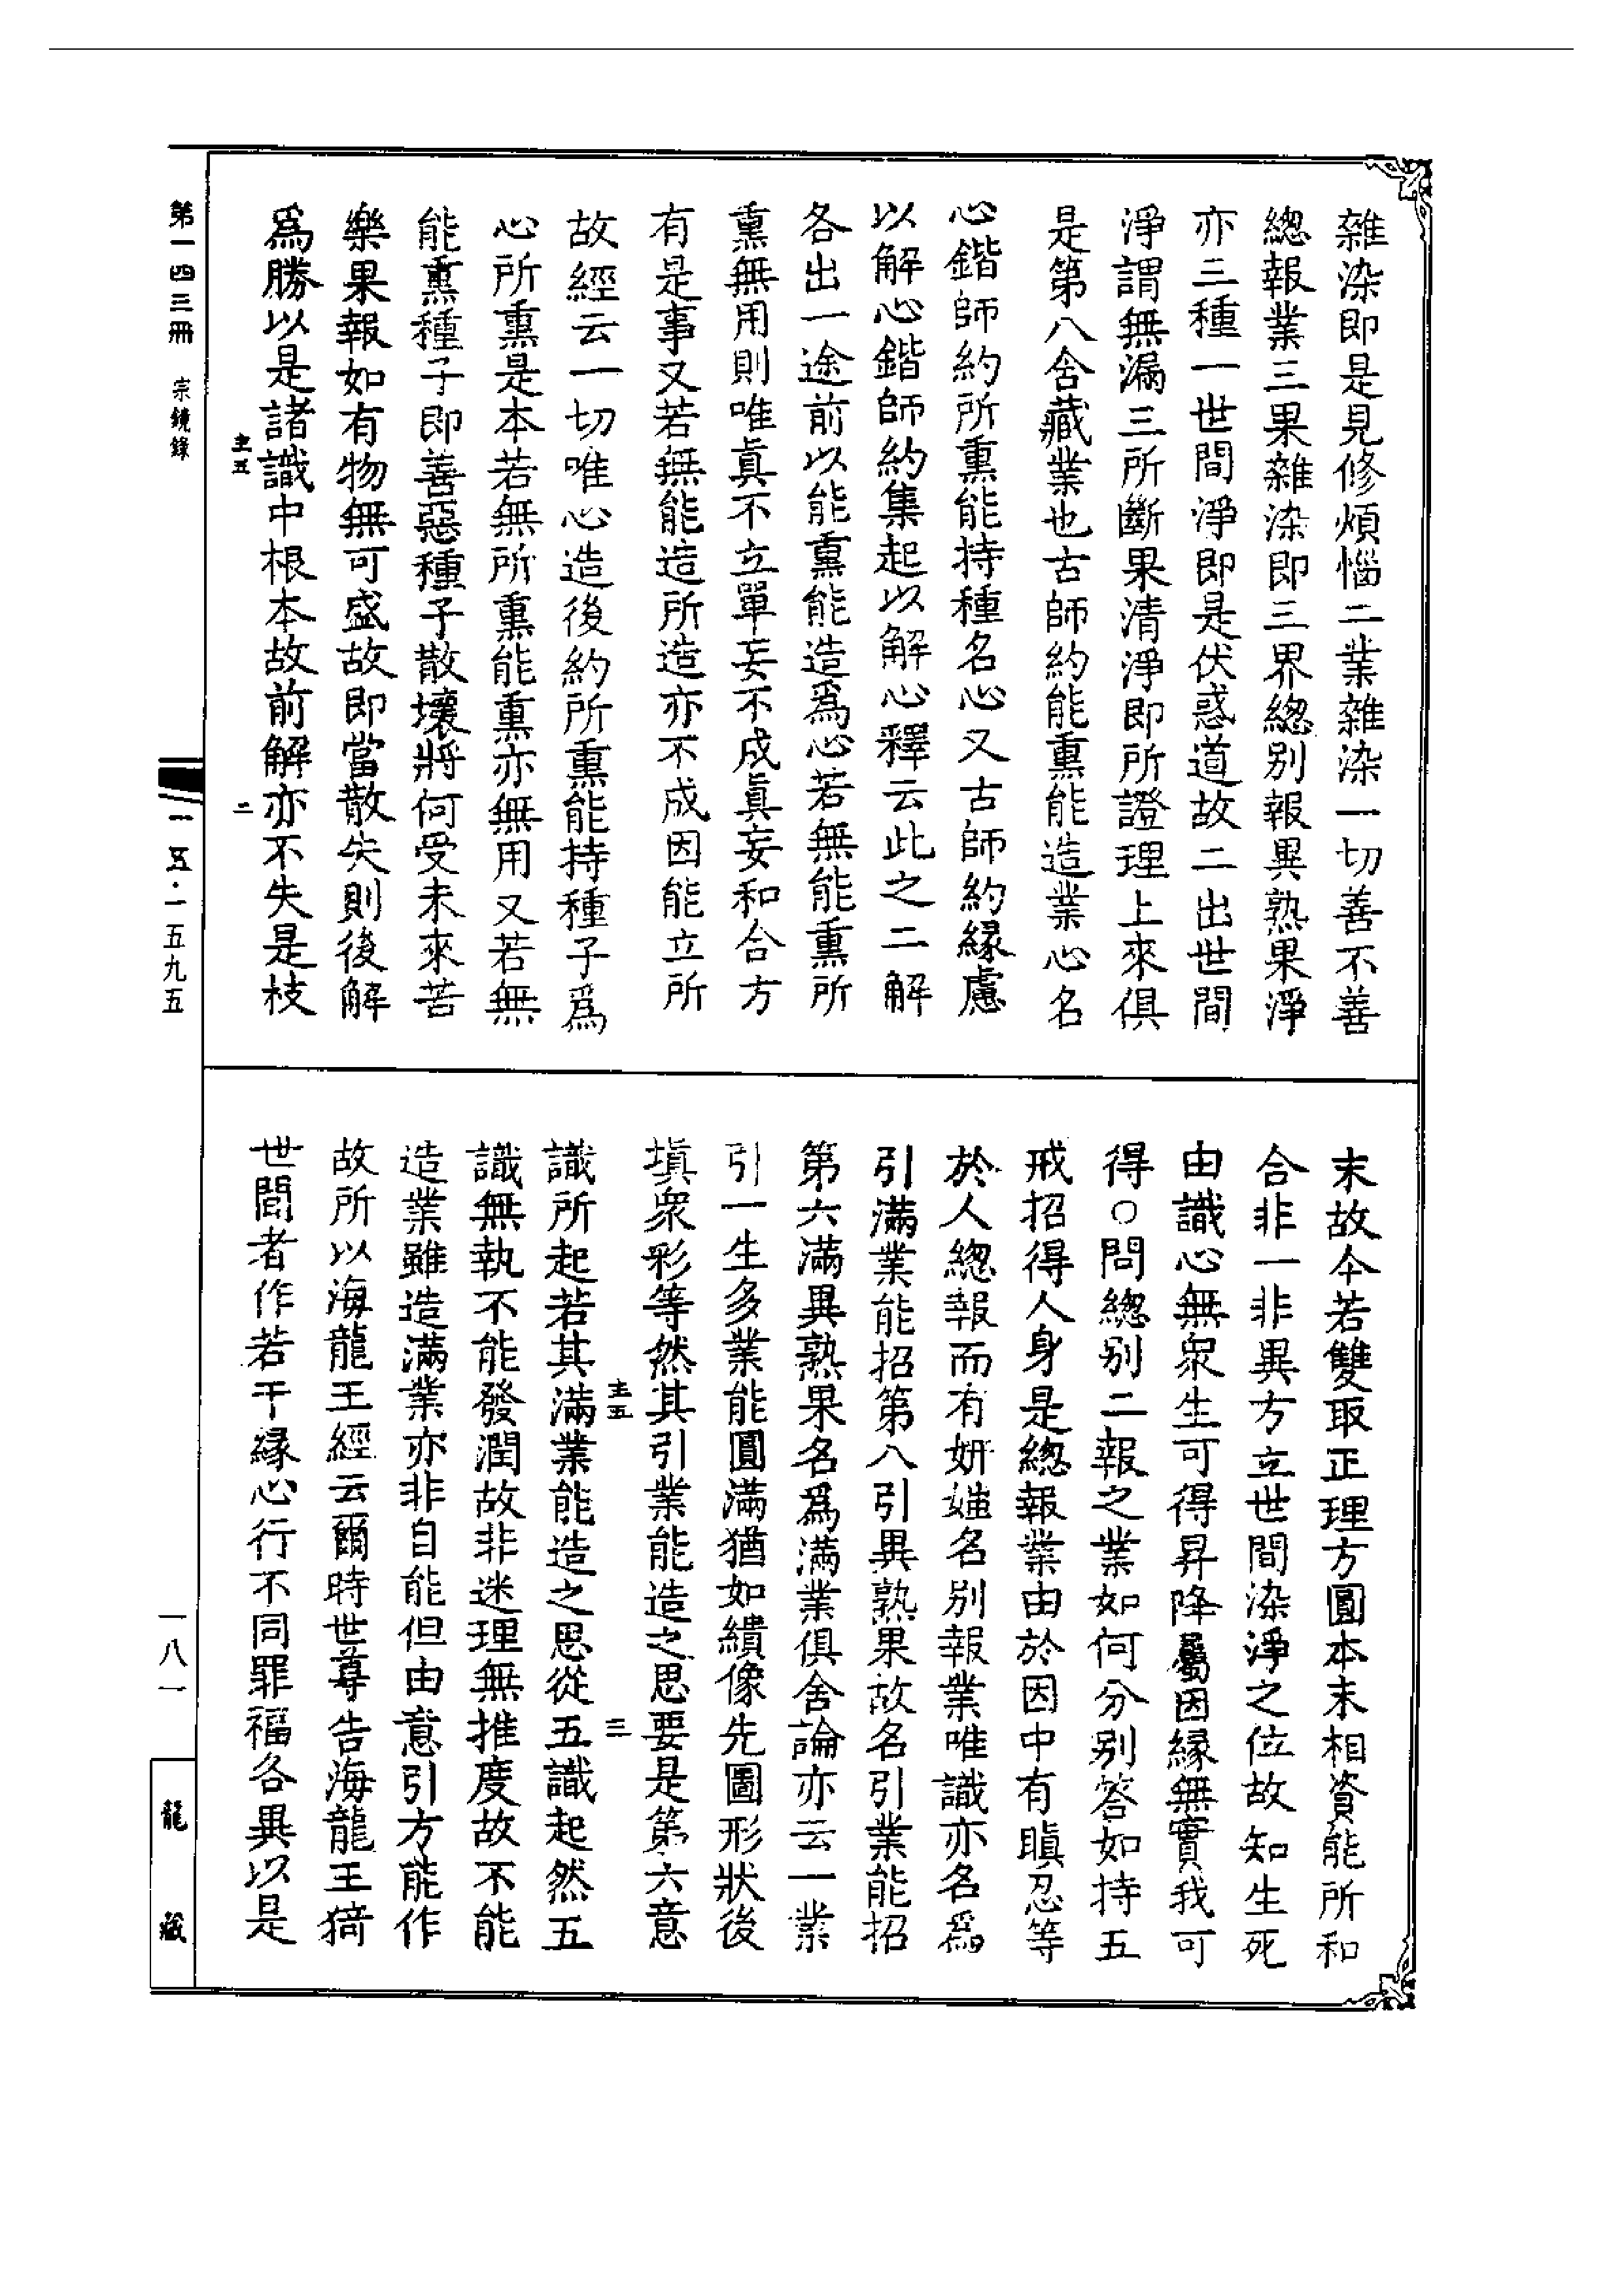 雜染即是見修煩惱二業雜染一切善不善
總報業三果雜染即三界總别報異熟果淨
亦三種一世間淨即是伏惑道故二出世間
淨謂無漏三所斷果清淨即所證理上來俱
是第八含藏業也古師約能熏能造業心名
心鍇師約所熏能持種名心又古師約緣慮
以解心鍇師約集起以解心釋云此之二解
各出一途前以能熏能造爲心若無能熏所
熏無用則唯眞不立單妄不成眞妄和合方
有是事又若無能造所造亦不成因能立所
故經云一切唯心造後約所熏能持種子爲
心所熏是本若無所熏能熏亦無用又若無
能熏種子即善惡種子散壞將何受未來苦
樂果報如有物無可盛故即當散失則後解
爲勝以是諸識中根本故前解亦不失是枝
圭五
二
末故今若雙取正理方圓本末相資能所和
合非一非異方立世間染淨之位故知生死
由識心無衆生可得昇降屬因緣無實我可
得○問總别二報之業如何分别答如持五
戒招得人身是總報業由於因中有瞋忍等
於人總報而有妍媸名别報業唯識亦名爲
引滿業能招第八引異熟果故名引業能招
第六滿異熟果名爲滿業俱舍論亦云一業
引一生多業能圓滿猶如繢像先圖形狀後
填衆彩等然其引業能造之思要是第六意
圭五
三
識所起若其滿業能造之思從五識起然五
識無執不能發潤故非迷理無推度故不能
造業雖造滿業亦非自能但由意引方能作
故所以海龍王經云爾時世尊告海龍王猗
世間者作若干緣心行不同罪福各異以是
第一四三冊 宗鏡錄
一一五·一五九五
一八一
龍藏